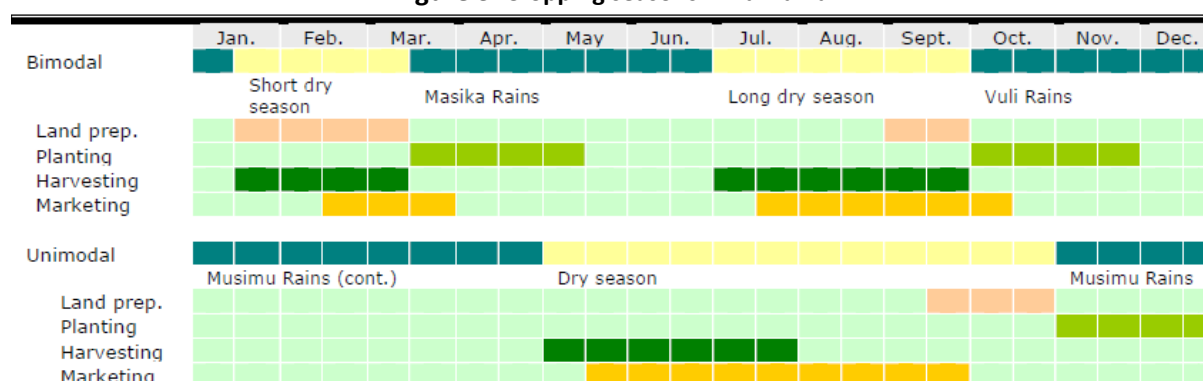 Jan. Feb. Mar. Apr. May Jun. Jul. Aug. Sept. Oct. Nov. Dec.
Bimodal
Short dry season Masika Rains Long dry season Vuli Rains
Land prep.
Planting
Harvesting
Marketing
Unimodal
Musimu Rains (cont.) Dry season Musimu Rains
Land prep.
Planting
Harvesting
Marketing